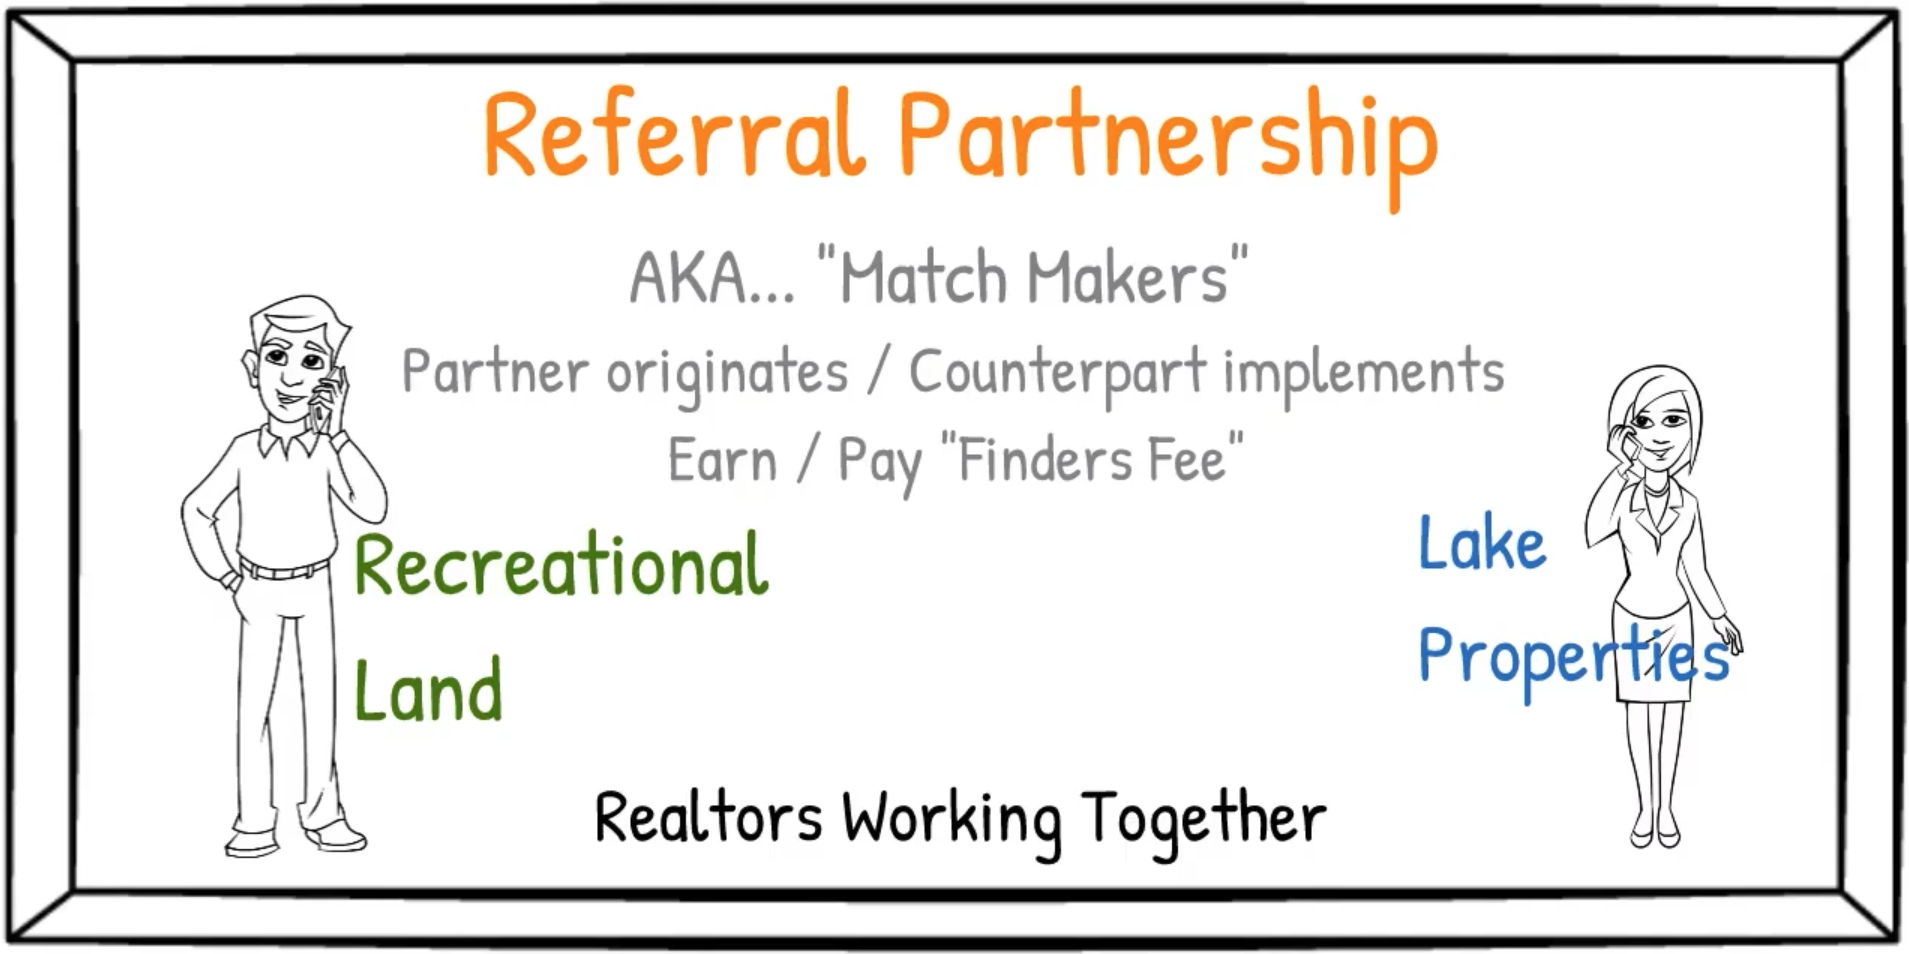 Referral Partnership
AKA... "Match Makers"
Partner originates / Counterpart implements
Earn / Pay "Finders Fee"
Recreational
Land
Lake
Properties
Realtors Working Together